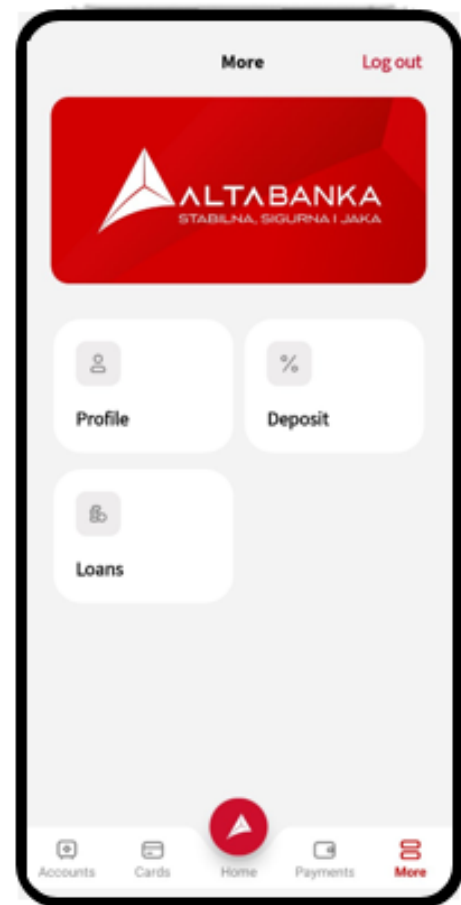 More Log out
ALTABANKA
STABILNA, SIGURNA I JAKA
Profile Deposit
Loans
Accounts Cards Home Payments More